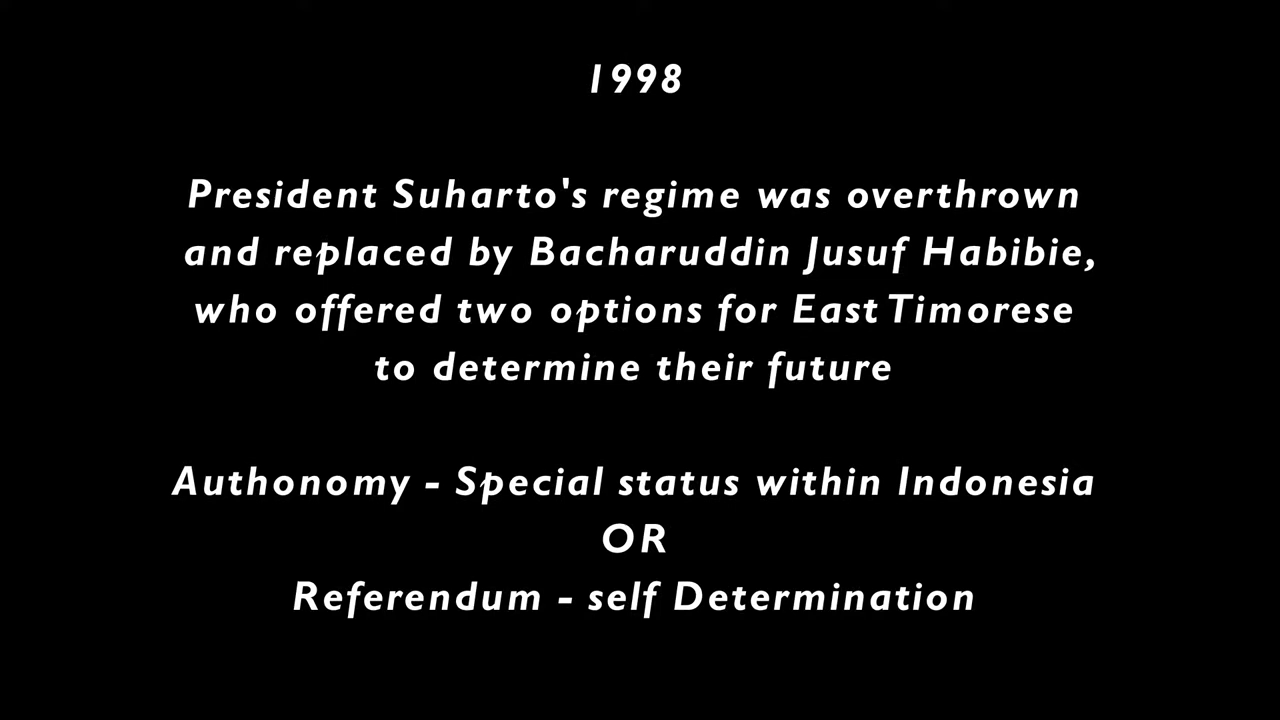 1998
President Suharto's regime was overthrown
and replaced by Bacharuddin Jusuf Habibie,
who offered two options for East Timorese
to determine their future
Authonomy - Special status within Indonesia
OR
Referendum - self Determination